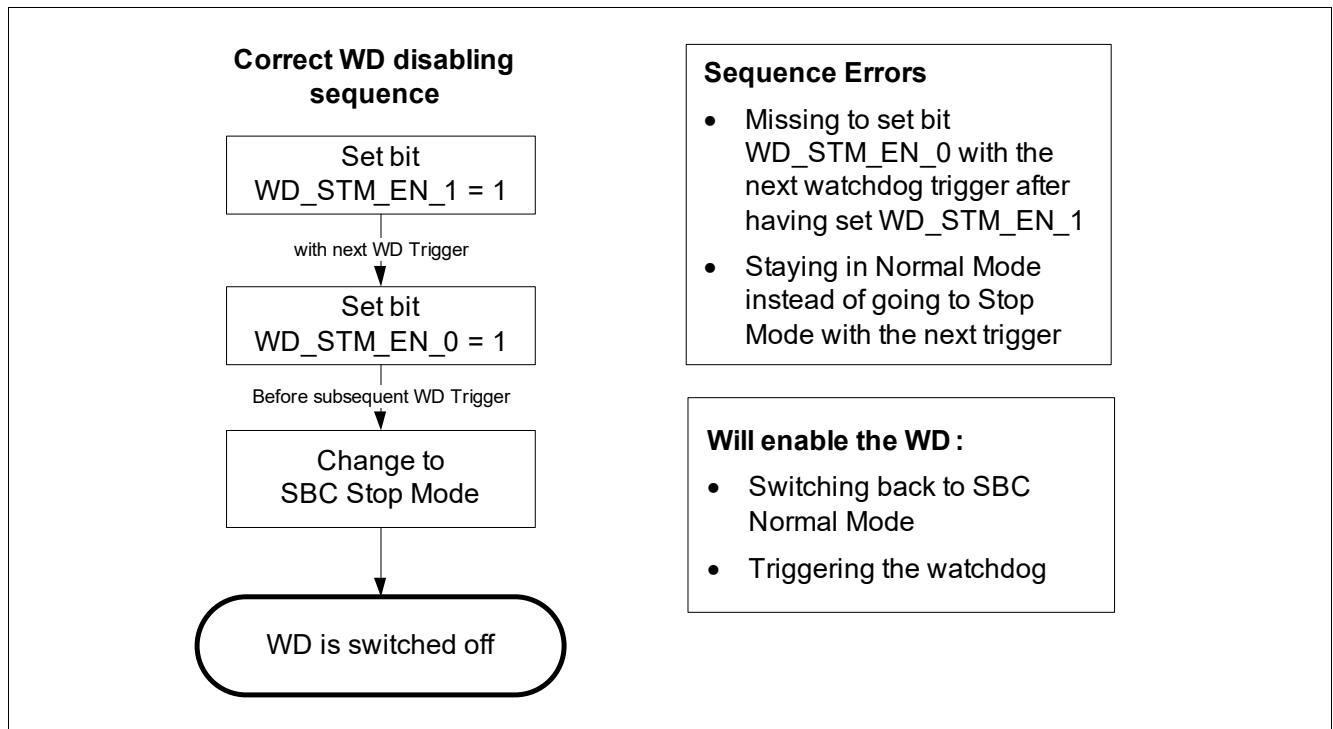 Correct WD disabling
sequence
Set bit
WD_STM_EN_1 = 1
with next WD Trigger
Set bit
WD_STM_EN_0 = 1
Before subsequent WD Trigger
Change to
SBC Stop Mode
WD is switched off
Sequence Errors
• Missing to set bit
WD_STM_EN_0 with the
next watchdog trigger after
having set WD_STM_EN_1
• Staying in Normal Mode
instead of going to Stop
Mode with the next trigger
Will enable the WD :
• Switching back to SBC
Normal Mode
• Triggering the watchdog